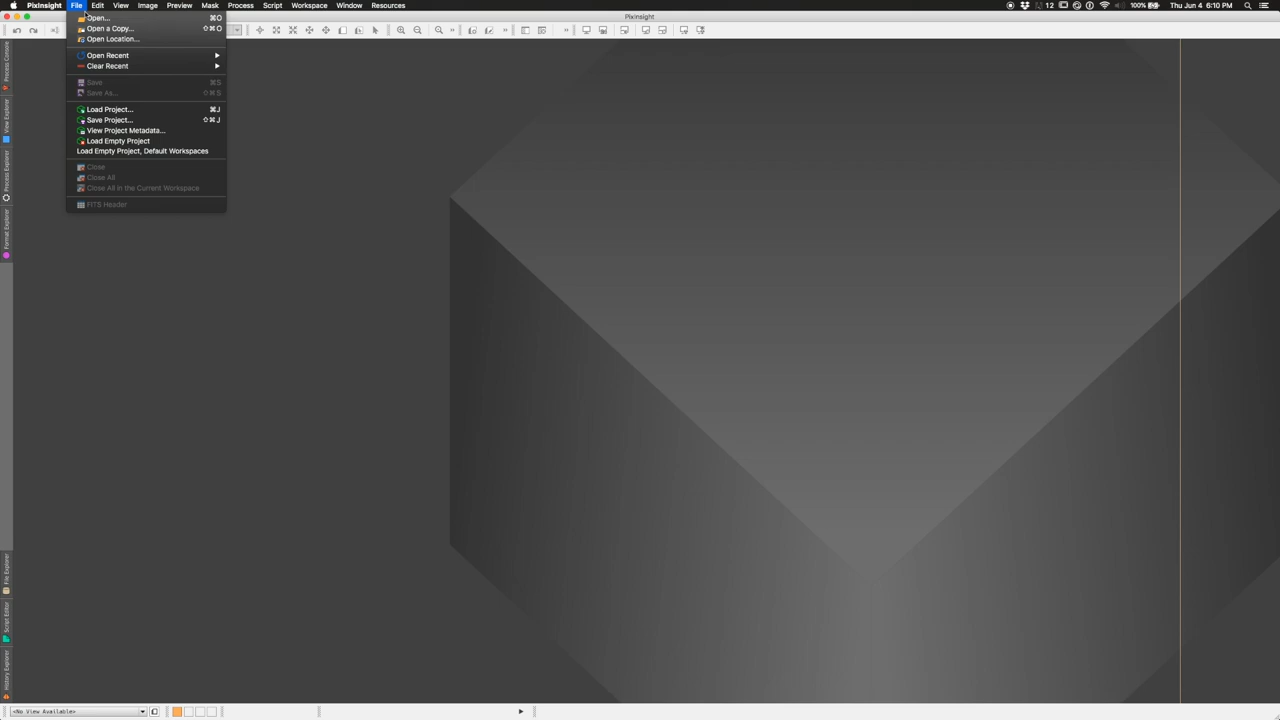 PixInsight File Edit View Image Preview Mask Process Script Workspace Window Resources 12 100% Thu Jun 4 6:10 PM
PixInsight
Open... ⌘O
Open a Copy... ⇧⌘O
Open Location...
Open Recent
Clear Recent
Save ⌘S
Save As... ⇧⌘S
Load Project... ⌘J
Save Project... ⇧⌘J
View Project Metadata...
Load Empty Project
Load Empty Project, Default Workspaces
Close
Close All
Close All in the Current Workspace
FITS Header
Process Console
View Explorer
Process Explorer
Format Explorer
File Explorer
Script Editor
History Explorer
<No View Available>